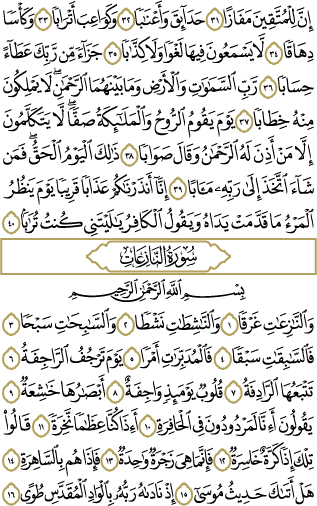 إِنَّ لِلْمُتَّقِينَ مَفَازًا ٣١ حَدَآئِقَ وَأَعْنَٰبًا ٣٢ وَكَوَاعِبَ أَتْرَابًا ٣٣ وَكَأْسًا
دِهَاقًا ٣٤ لَّا يَسْمَعُونَ فِيهَا لَغْوًا وَلَا كِذَّٰبًا ٣٥ جَزَآءً مِّن رَّبِّكَ عَطَآءً
حِسَابًا ٣٦ رَّبِّ ٱلسَّمَٰوَٰتِ وَٱلْأَرْضِ وَمَا بَيْنَهُمَا ٱلرَّحْمَٰنِ ۖ لَا يَمْلِكُونَ
مِنْهُ خِطَابًا ٣٧ يَوْمَ يَقُومُ ٱلرُّوحُ وَٱلْمَلَٰٓئِكَةُ صَفًّا ۖ لَّا يَتَكَلَّمُونَ
إِلَّا مَنْ أَذِنَ لَهُ ٱلرَّحْمَٰنُ وَقَالَ صَوَابًا ٣٨ ذَٰلِكَ ٱلْيَوْمُ ٱلْحَقُّ ۖ فَمَن
شَآءَ ٱتَّخَذَ إِلَىٰ رَبِّهِۦ مَـَٔابًا ٣٩ إِنَّآ أَنذَرْنَٰكُمْ عَذَابًا قَرِيبًا يَوْمَ يَنظُرُ
ٱلْمَرْءُ مَا قَدَّمَتْ يَدَاهُ وَيَقُولُ ٱلْكَافِرُ يَٰلَيْتَنِى كُنتُ تُرَٰبًۢا ٤٠
سُورَةُ النَّازِعَاتِ
بِسْمِ ٱللَّهِ ٱلرَّحْمَٰنِ ٱلرَّحِيمِ
وَٱلنَّٰزِعَٰتِ غَرْقًا ١ وَٱلنَّٰشِطَٰتِ نَشْطًا ٢ وَٱلسَّٰبِحَٰتِ سَبْحًا ٣
فَٱلسَّٰبِقَٰتِ سَبْقًا ٤ فَٱلْمُدَبِّرَٰتِ أَمْرًا ٥ يَوْمَ تَرْجُفُ ٱلرَّاجِفَةُ ٦
تَتْبَعُهَا ٱلرَّادِفَةُ ٧ قُلُوبٌ يَوْمَئِذٍ وَاجِفَةٌ ٨ أَبْصَٰرُهَا خَٰشِعَةٌ ٩
يَقُولُونَ أَءِنَّا لَمَرْدُودُونَ فِى ٱلْحَافِرَةِ ١٠ أَءِذَا كُنَّا عِظَٰمًا نَّخِرَةً ١١ قَالُوا۟
تِلْكَ إِذًا كَرَّةٌ خَاسِرَةٌ ١٢ فَإِنَّمَا هِىَ زَجْرَةٌ وَٰحِدَةٌ ١٣ فَإِذَا هُم بِٱلسَّاهِرَةِ ١٤
هَلْ أَتَىٰكَ حَدِيثُ مُوسَىٰٓ ١٥ إِذْ نَادَىٰهُ رَبُّهُۥ بِٱلْوَادِ ٱلْمُقَدَّسِ طُوًى ١٦